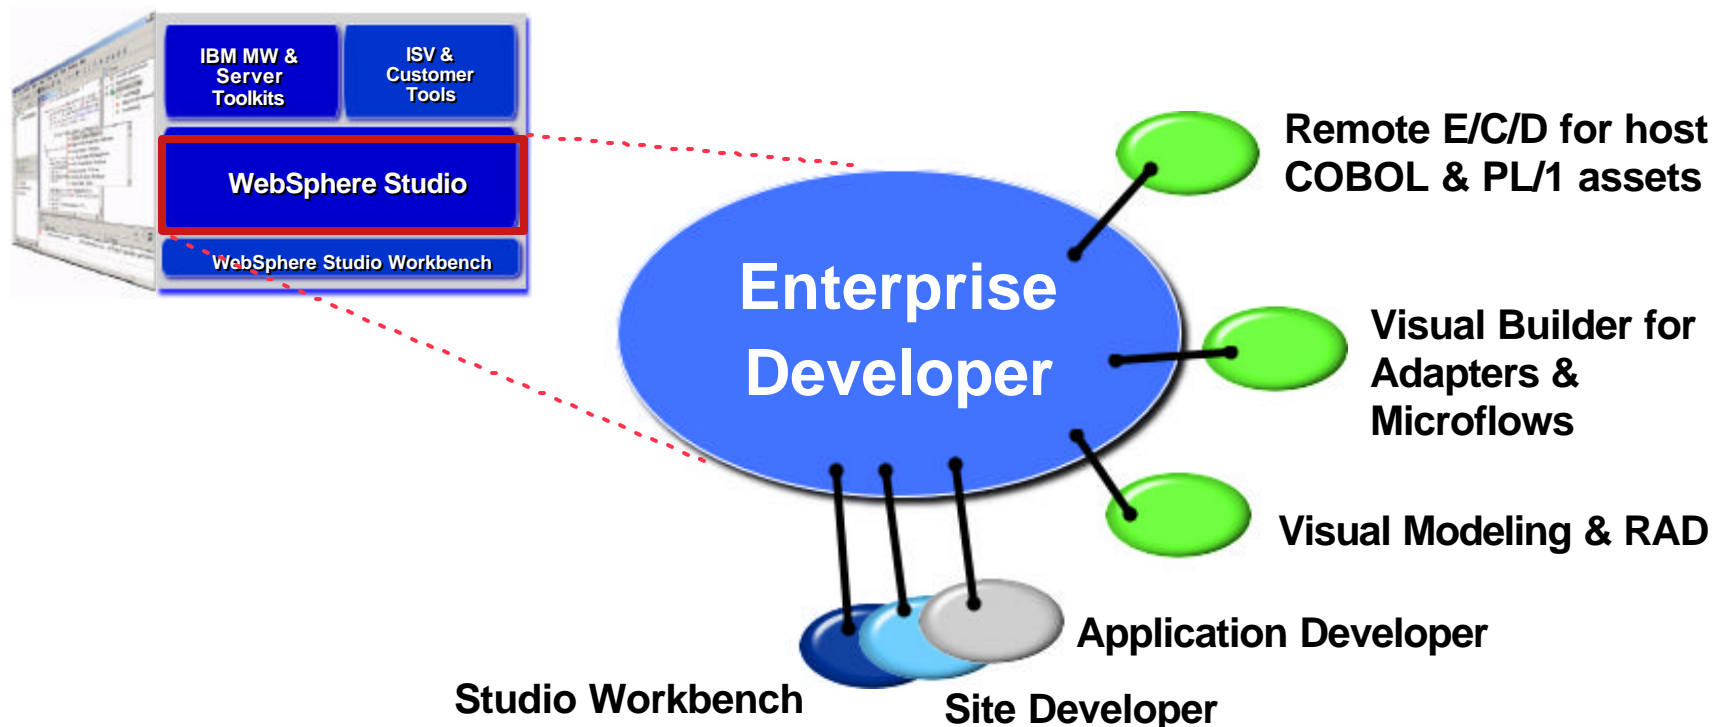 IBM MW &
Server
Toolkits
ISV &
Customer
Tools
WebSphere Studio
WebSphere Studio Workbench
Enterprise
Developer
Remote E/C/D for host
COBOL & PL/1 assets
Visual Builder for
Adapters &
Microflows
Visual Modeling & RAD
Application Developer
Studio Workbench
Site Developer